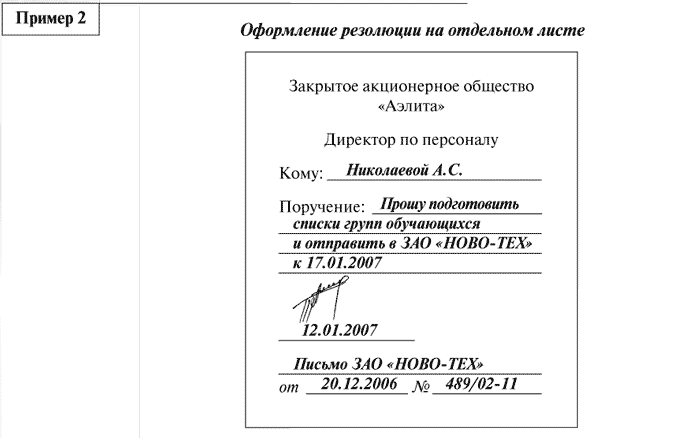 Пример 2
Оформление резолюции на отдельном листе
Закрытое акционерное общество
«Аэлита»
Директор по персоналу
Кому: Николаевой А.С.
Поручение: Прошу подготовить
списки групп обучающихся
и отправить в ЗАО «НОВО-ТЕХ»
к 17.01.2007
12.01.2007
Письмо ЗАО «НОВО-ТЕХ»
от 20.12.2006 № 489/02-11